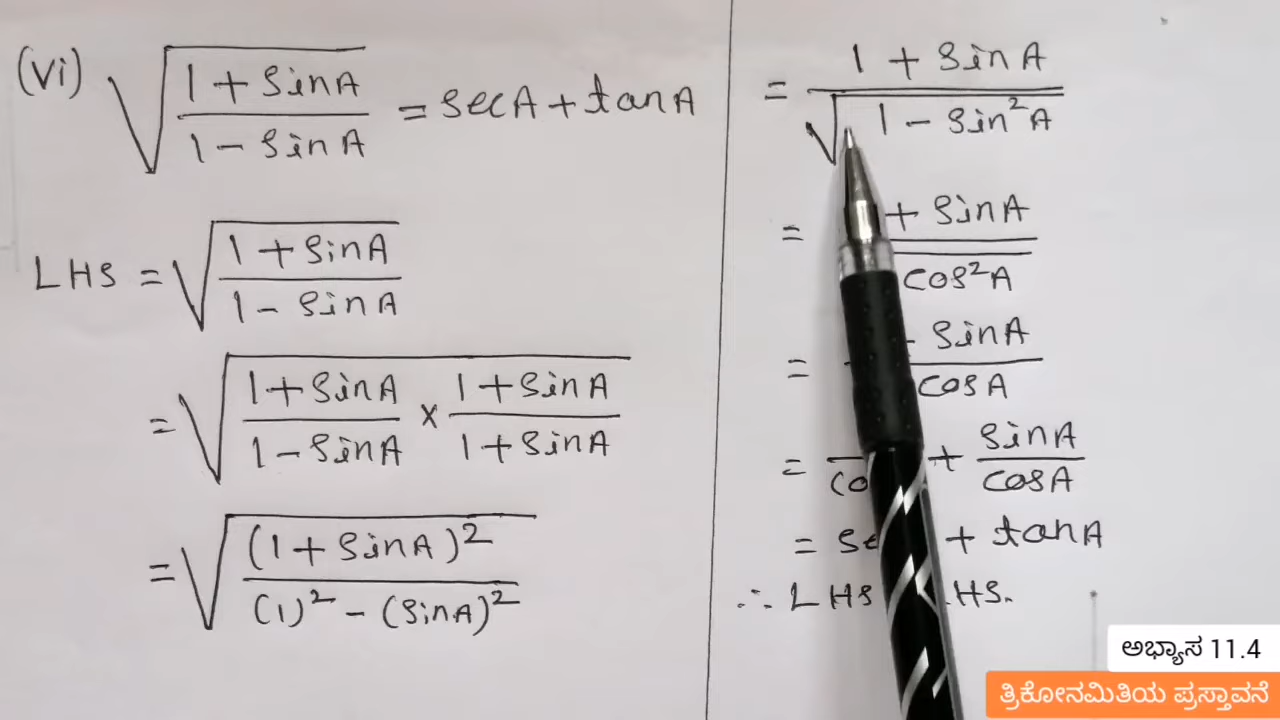 (vi) √((1 + sinA)/(1 - sinA)) = secA + tanA
LHS = √((1 + sinA)/(1 - sinA))
= √((1 + sinA)/(1 - sinA) × (1 + sinA)/(1 + sinA))
= √((1 + sinA)²/((1)² - (sinA)²))
= (1 + sinA)/√(1 - sin²A)
= + sinA / cos²A
= sinA / cosA
= + sinA/cosA
= + tanA
∴ LHS HS.
ಅಭ್ಯಾಸ 11.4
ತ್ರಿಕೋನಮಿತಿಯ ಪ್ರಸ್ತಾವನೆ